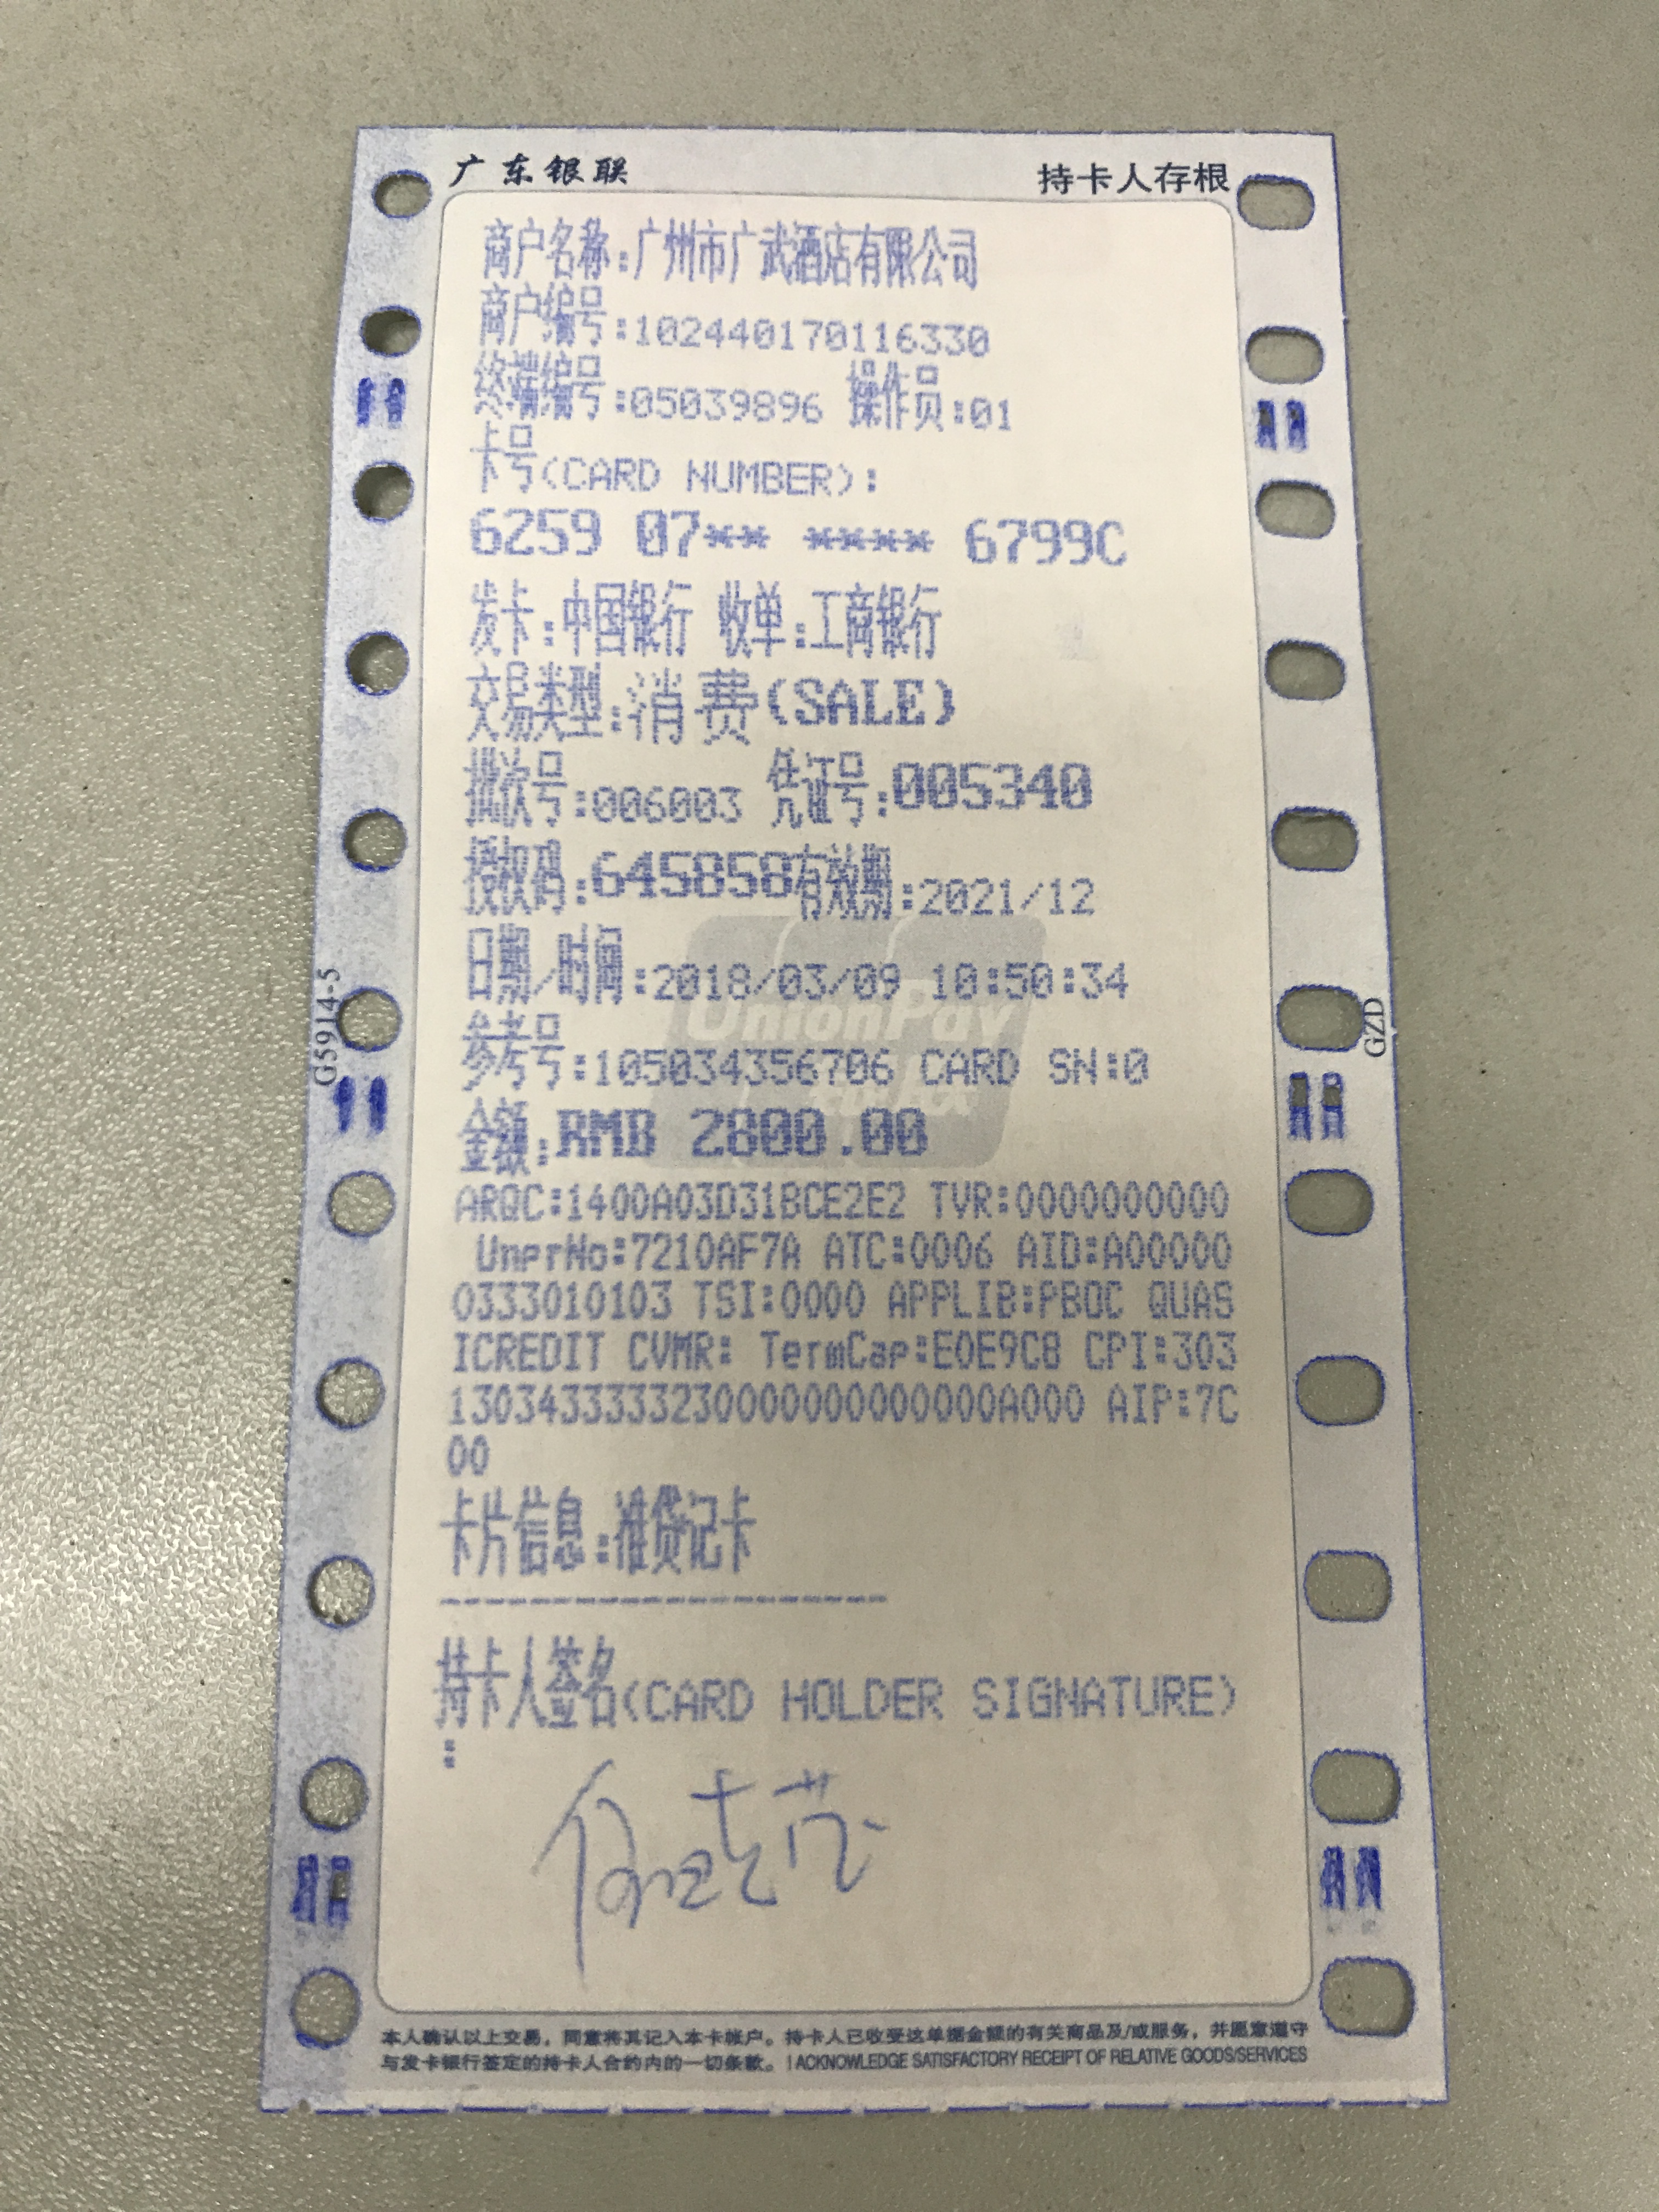 广东银联 持卡人存根
商户名称:广州市广武酒店有限公司
商户编号:102440170116330
终端编号:05039896 操作员:01
卡号(CARD NUMBER):
6259 07** **** 6799C
发卡:中国银行 收单:工商银行
交易类型:消费(SALE)
批次号:006003 凭证号:005340
授权码:645858有效期:2021/12
日期/时间:2018/03/09 10:50:34
参考号:105034356706 CARD SN:0
金额:RMB 2800.00
ARQC:1400A03D31BCE2E2 TVR:0000000000
UnprNo:7210AF7A ATC:0006 AID:A00000
0333010103 TSI:0000 APPLIB:PBOC QUAS
ICREDIT CVMR: TermCap:E0E9C8 CPI:303
1303433333230000000000000A000 AIP:7C
00
卡片信息:准贷记卡
持卡人签名(CARD HOLDER SIGNATURE)
:
本人确认以上交易，同意将其记入本卡帐户。持卡人已收受这单据金额的有关商品及/或服务，并愿意遵守
与发卡银行签定的持卡人合约内的一切条款。I ACKNOWLEDGE SATISFACTORY RECEIPT OF RELATIVE GOODS/SERVICES
G5914-5
GZD
UnionPay